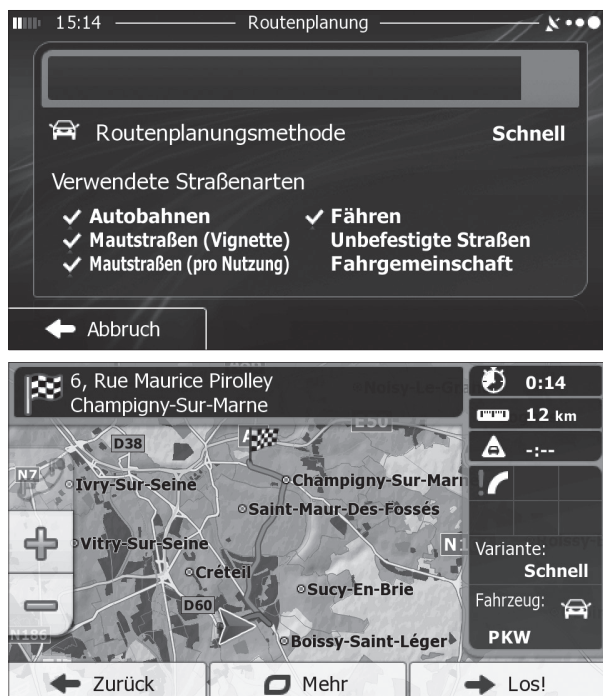 15:14 Routenplanung
Routenplanungsmethode Schnell
Verwendete Straßenarten
Autobahnen Fähren
Mautstraßen (Vignette) Unbefestigte Straßen
Mautstraßen (pro Nutzung) Fahrgemeinschaft
Abbruch
6, Rue Maurice Pirolley
Champigny-Sur-Marne
0:14
12 km
-:--
E50
D38
N7
Ivry-Sur-Seine
Champigny-Sur-Marn
Saint-Maur-Des-Fossés
Vitry-Sur-Seine
N1
Créteil
Sucy-En-Brie
D60
Boissy-Saint-Léger
N186
Variante:
Schnell
Fahrzeug:
PKW
Zurück Mehr Los!